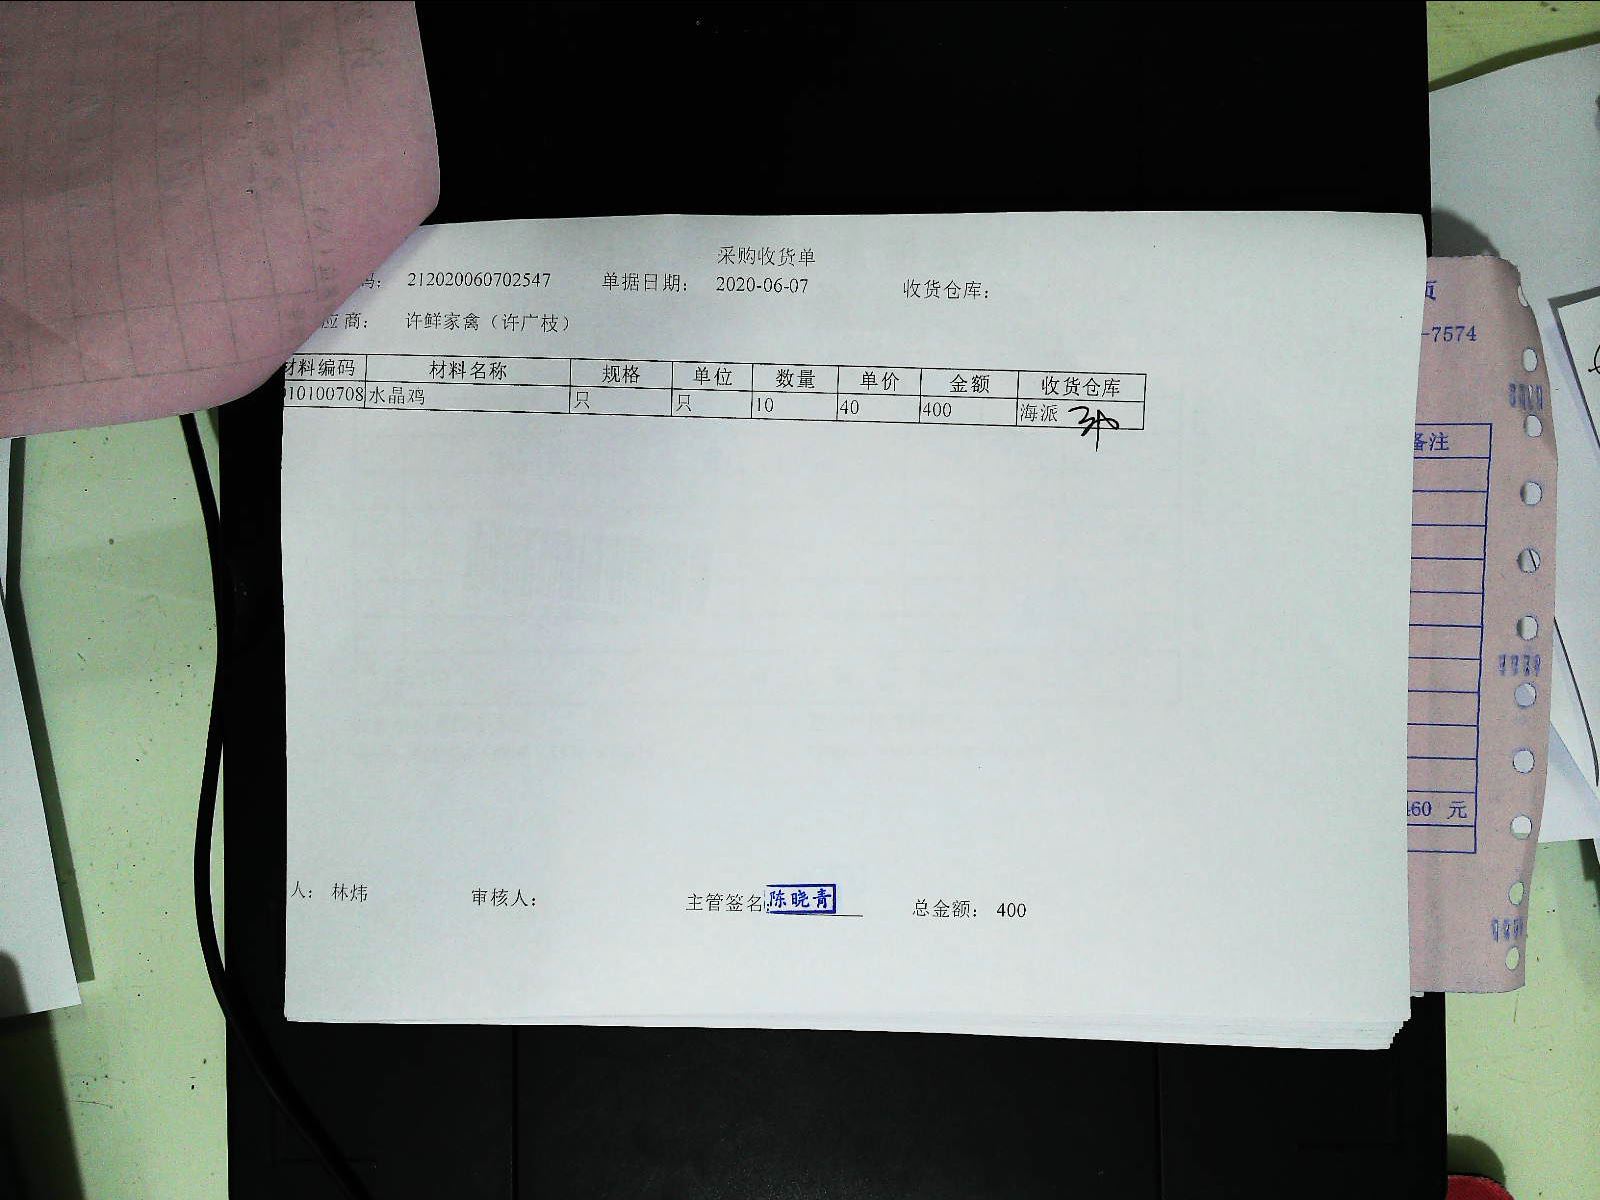 采购收货单
码： 212020060702547 单据日期： 2020-06-07 收货仓库：
应商： 许鲜家禽（许广枝）
材料编码 材料名称 规格 单位 数量 单价 金额 收货仓库
10100708 水晶鸡 只 只 10 40 400 海派
人： 林炜 审核人： 主管签名: 陈晓青 总金额： 400
页
-7574
备注
60 元